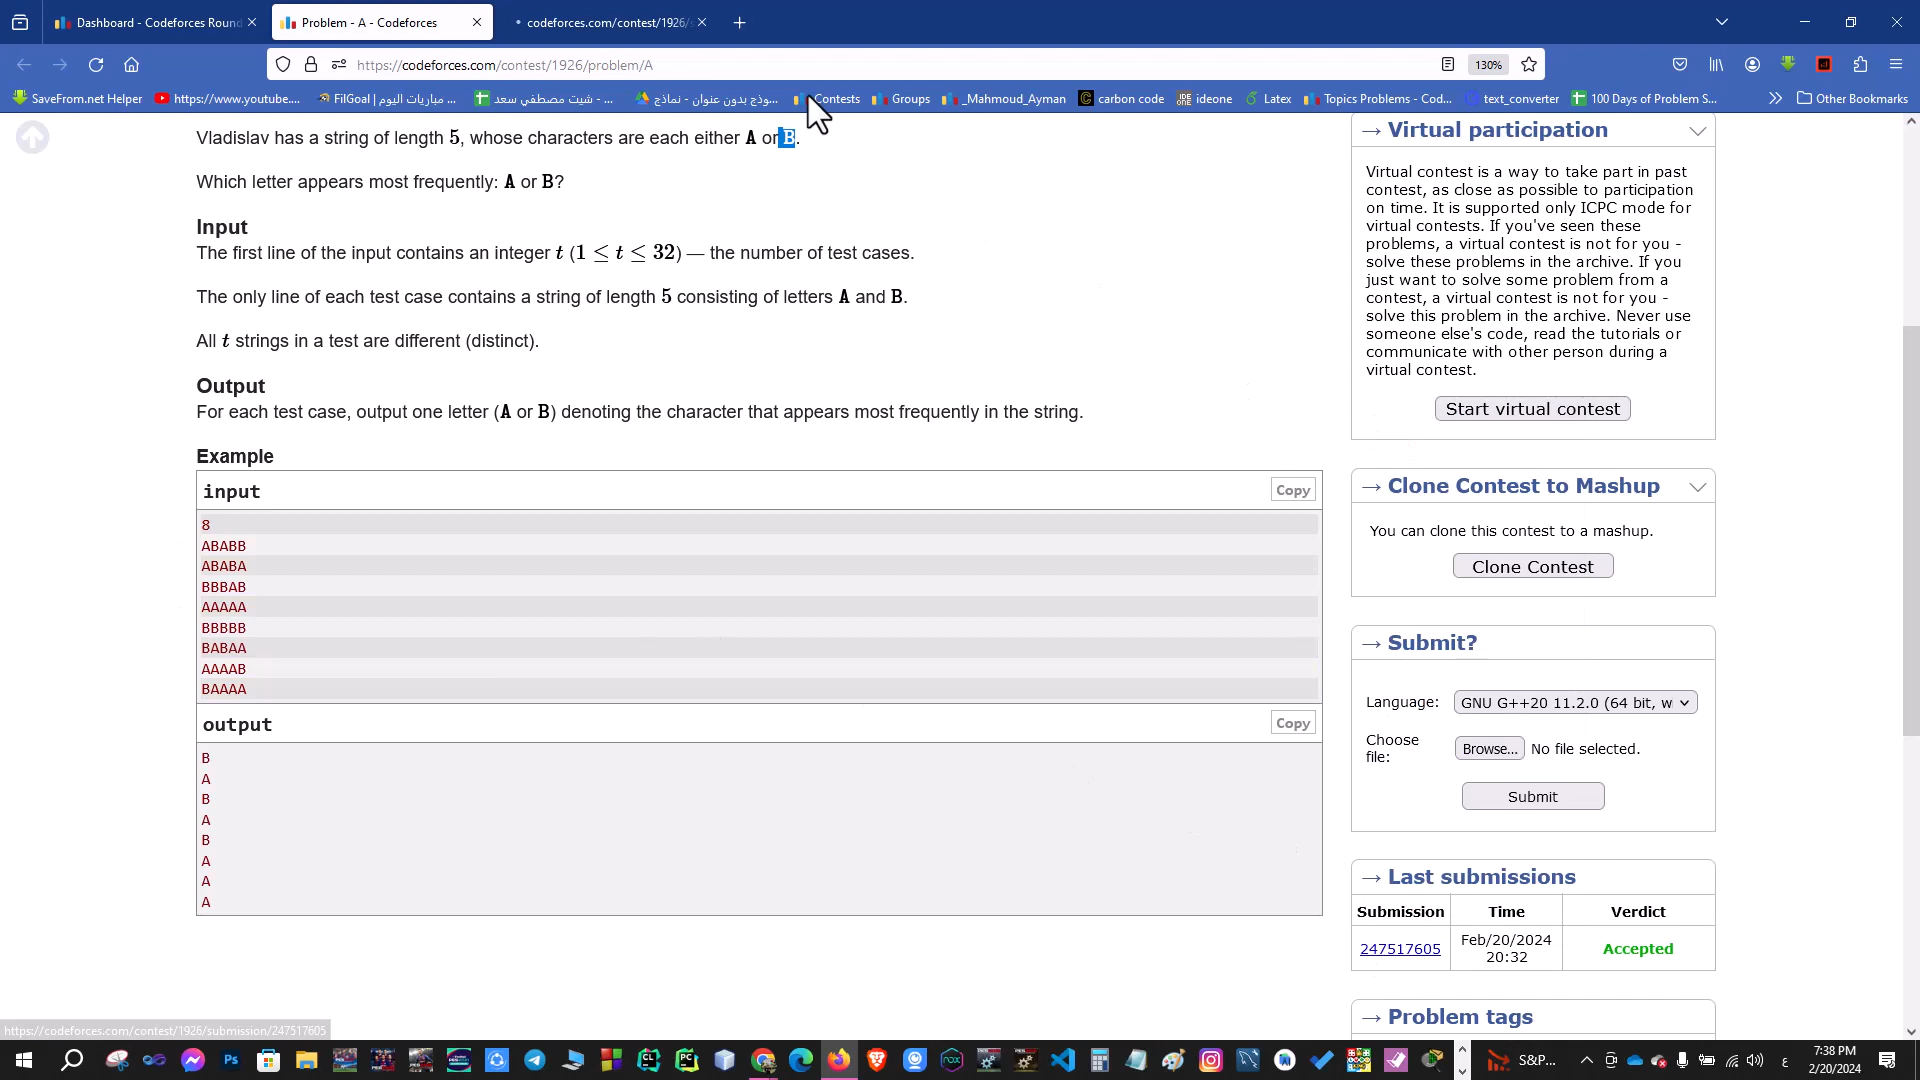 Dashboard - Codeforces Round
Problem - A - Codeforces
codeforces.com/contest/1926/
https://codeforces.com/contest/1926/problem/A
130%
SaveFrom.net Helper
https://www.youtube....
FilGoal | مباريات اليوم ...
شيت مصطفي سعد - ...
...وذج بدون عنوان - نماذج
Contests
Groups
_Mahmoud_Ayman
carbon code
ideone
Latex
Topics Problems - Cod...
text_converter
100 Days of Problem S...
Other Bookmarks
Vladislav has a string of length 5, whose characters are each either A or B.
Which letter appears most frequently: A or B?
Input
The first line of the input contains an integer t (1 ≤ t ≤ 32) — the number of test cases.
The only line of each test case contains a string of length 5 consisting of letters A and B.
All t strings in a test are different (distinct).
Output
For each test case, output one letter (A or B) denoting the character that appears most frequently in the string.
Example
input
Copy
8
ABABB
ABABA
BBBAB
AAAAA
BBBBB
BABAA
AAAAB
BAAAA
output
Copy
B
A
B
A
B
A
A
A
→ Virtual participation
Virtual contest is a way to take part in past
contest, as close as possible to participation
on time. It is supported only ICPC mode for
virtual contests. If you've seen these
problems, a virtual contest is not for you -
solve these problems in the archive. If you
just want to solve some problem from a
contest, a virtual contest is not for you -
solve this problem in the archive. Never use
someone else's code, read the tutorials or
communicate with other person during a
virtual contest.
Start virtual contest
→ Clone Contest to Mashup
You can clone this contest to a mashup.
Clone Contest
→ Submit?
Language:
GNU G++20 11.2.0 (64 bit, w
Choose
file:
Browse...
No file selected.
Submit
→ Last submissions
Submission
Time
Verdict
247517605
Feb/20/2024
20:32
Accepted
→ Problem tags
https://codeforces.com/contest/1926/submission/247517605
S&P...
ع
7:38 PM
2/20/2024